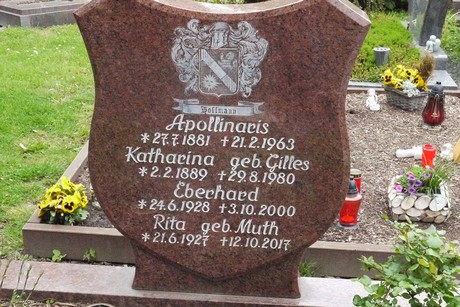 Sollmann
Apollinaris
*27.7.1881 +21.2.1963
Katharina geb. Gilles
*2.2.1889 +29.8.1980
Eberhard
*24.6.1928 +3.10.2000
Rita geb. Muth
*21.6.1927 +12.10.2017